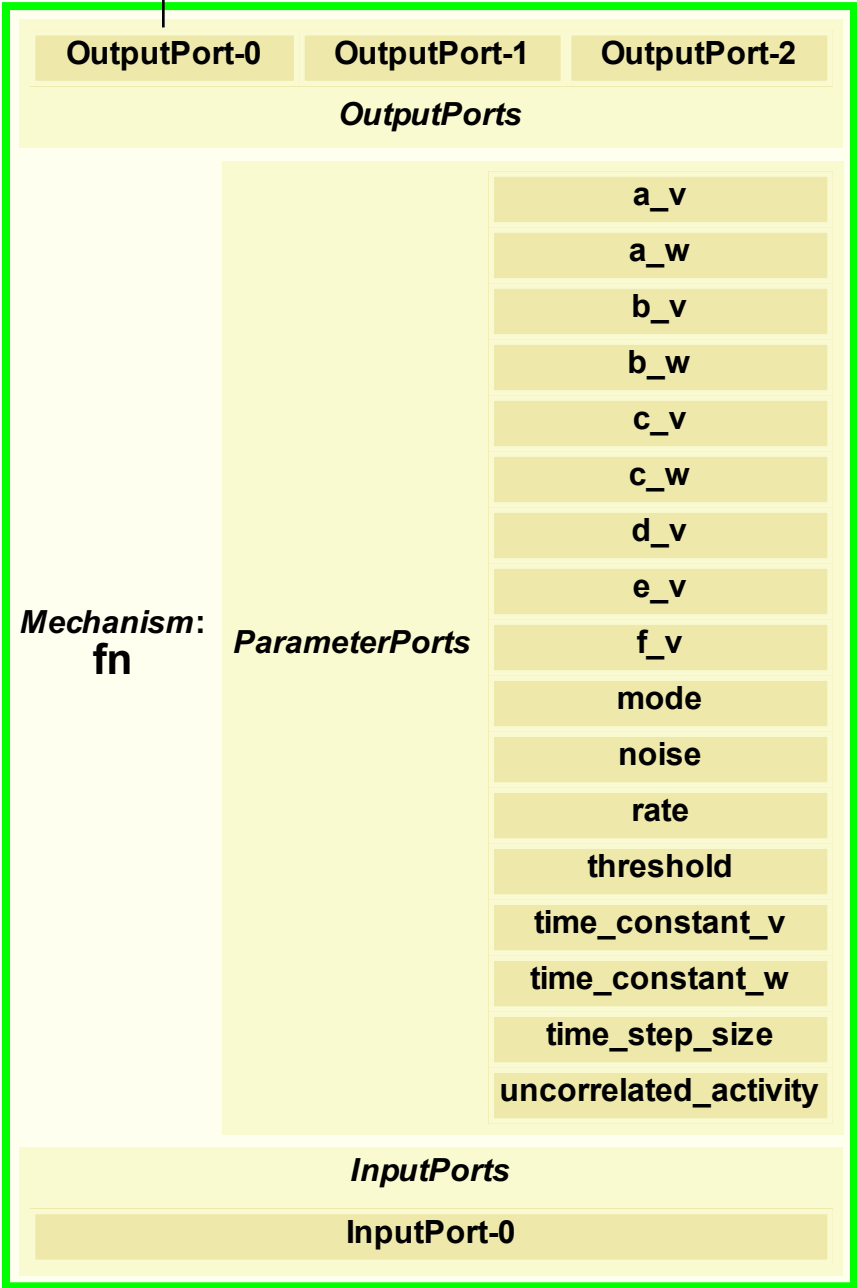 OutputPort-0 OutputPort-1 OutputPort-2
OutputPorts
Mechanism:
fn
ParameterPorts
a_v
a_w
b_v
b_w
c_v
c_w
d_v
e_v
f_v
mode
noise
rate
threshold
time_constant_v
time_constant_w
time_step_size
uncorrelated_activity
InputPorts
InputPort-0